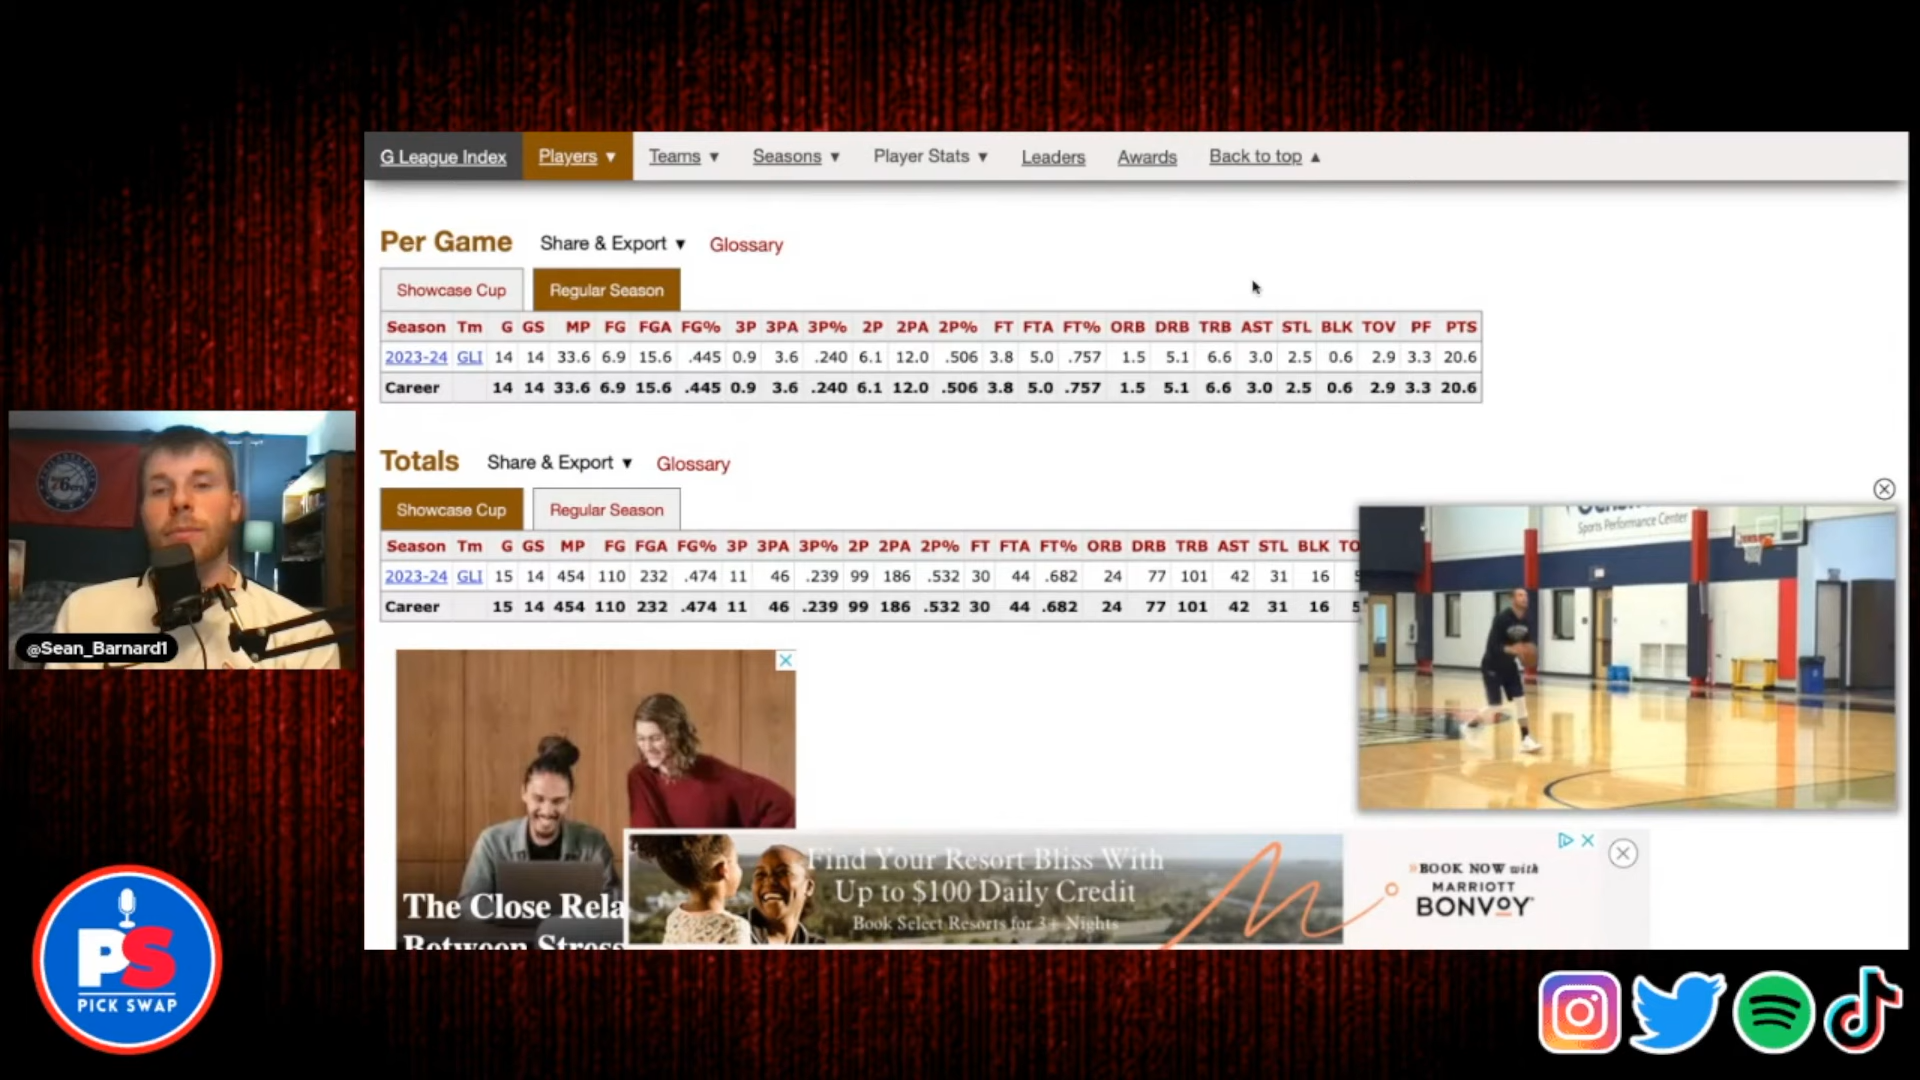 G League Index Players ▼ Teams ▼ Seasons ▼ Player Stats ▼ Leaders Awards Back to top ▲
Per Game Share & Export ▼ Glossary
Showcase Cup Regular Season
Season Tm G GS MP FG FGA FG% 3P 3PA 3P% 2P 2PA 2P% FT FTA FT% ORB DRB TRB AST STL BLK TOV PF PTS
2023-24 GLI 14 14 33.6 6.9 15.6 .445 0.9 3.6 .240 6.1 12.0 .506 3.8 5.0 .757 1.5 5.1 6.6 3.0 2.5 0.6 2.9 3.3 20.6
Career 14 14 33.6 6.9 15.6 .445 0.9 3.6 .240 6.1 12.0 .506 3.8 5.0 .757 1.5 5.1 6.6 3.0 2.5 0.6 2.9 3.3 20.6
Totals Share & Export ▼ Glossary
Showcase Cup Regular Season
Season Tm G GS MP FG FGA FG% 3P 3PA 3P% 2P 2PA 2P% FT FTA FT% ORB DRB TRB AST STL BLK TO
2023-24 GLI 15 14 454 110 232 .474 11 46 .239 99 186 .532 30 44 .682 24 77 101 42 31 16
Career 15 14 454 110 232 .474 11 46 .239 99 186 .532 30 44 .682 24 77 101 42 31 16 5
Sports Performance Center
76ers
@Sean_Barnard1
The Close Rela
Between Stress
Find Your Resort Bliss With
Up to $100 Daily Credit
Book Select Resorts for 3+ Nights
BOOK NOW with
MARRIOTT
BONVOY
PS
PICK SWAP